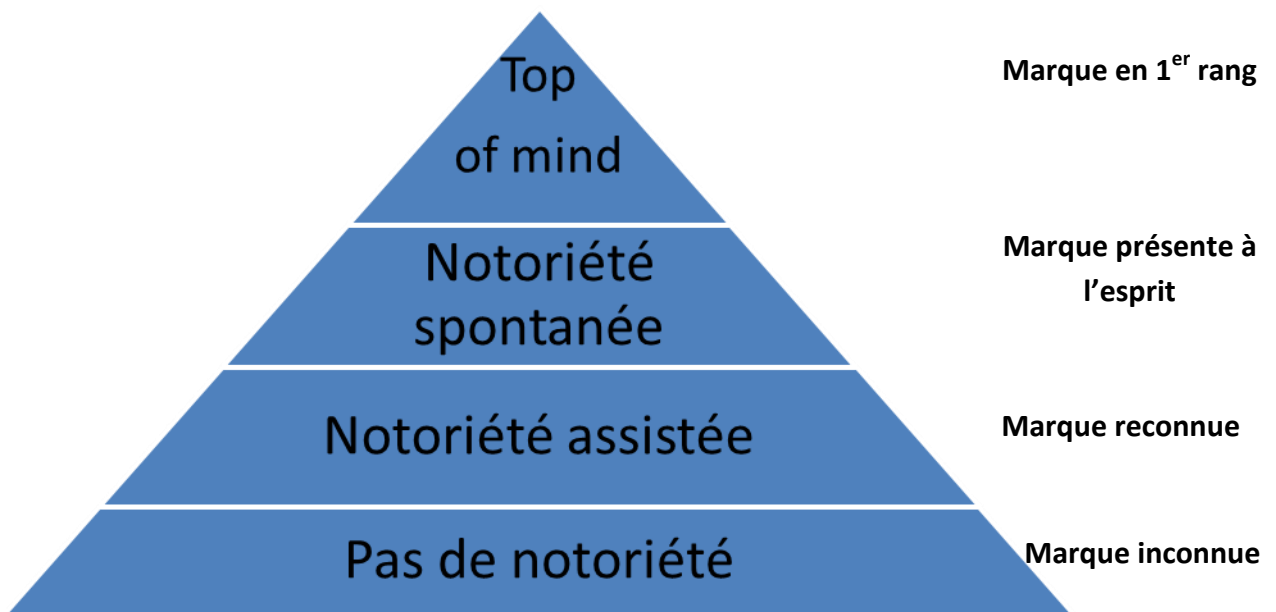 Top
of mind
Marque en 1er rang
Notoriété
spontanée
Marque présente à
l’esprit
Notoriété assistée
Marque reconnue
Pas de notoriété
Marque inconnue